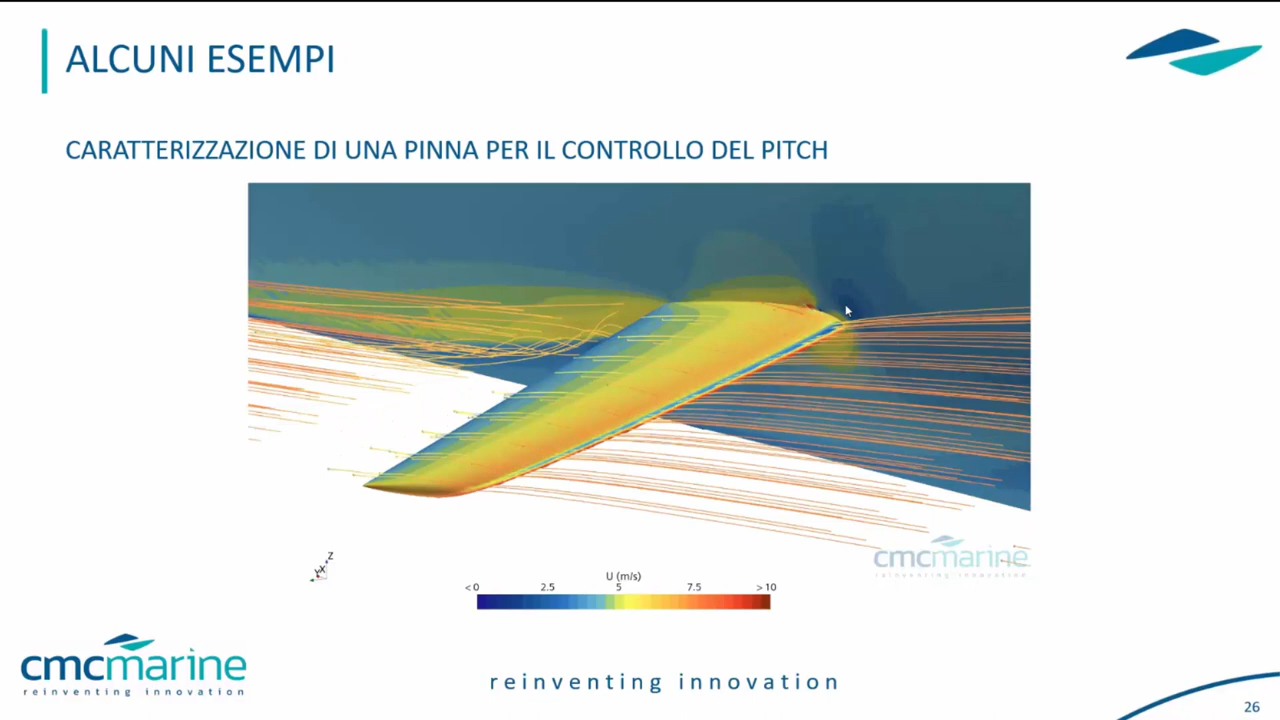 ALCUNI ESEMPI
CARATTERIZZAZIONE DI UNA PINNA PER IL CONTROLLO DEL PITCH
cmcmarine
reinventing innovation
Z
Y X
U (m/s)
< 0 2.5 5 7.5 > 10
cmcmarine
reinventing innovation
reinventing innovation
26